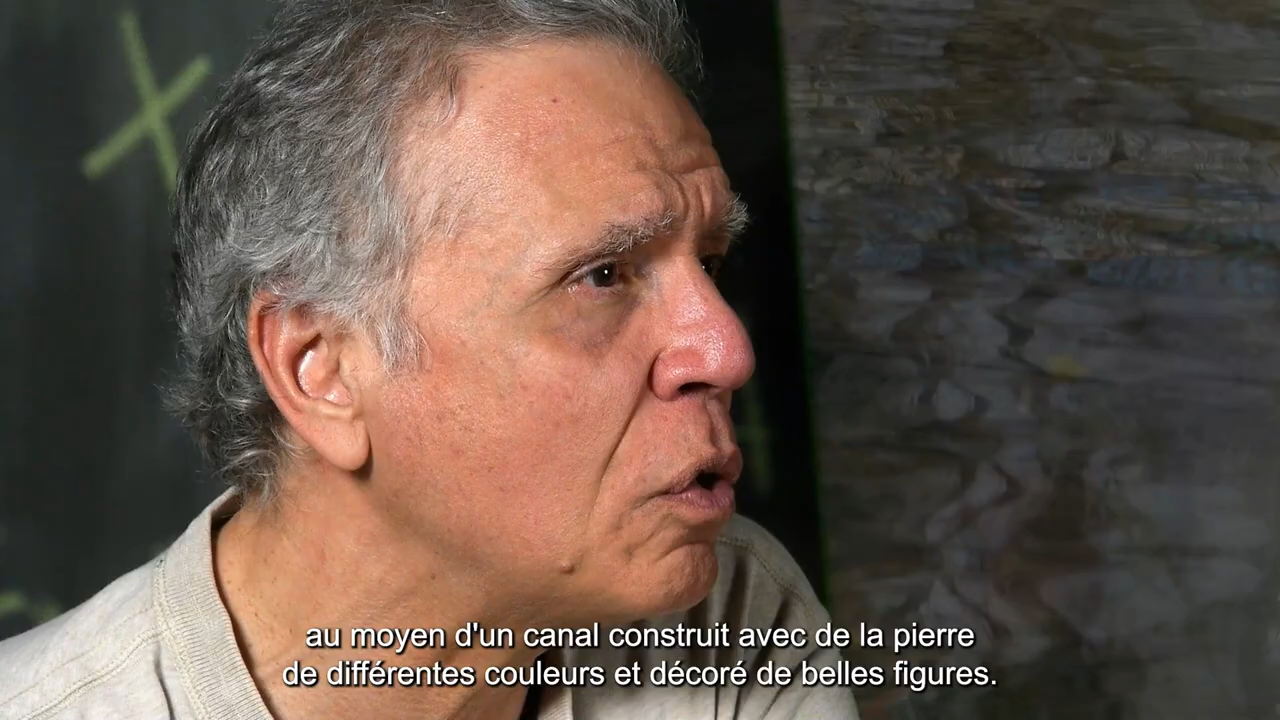 X
au moyen d'un canal construit avec de la pierre
de différentes couleurs et décoré de belles figures.